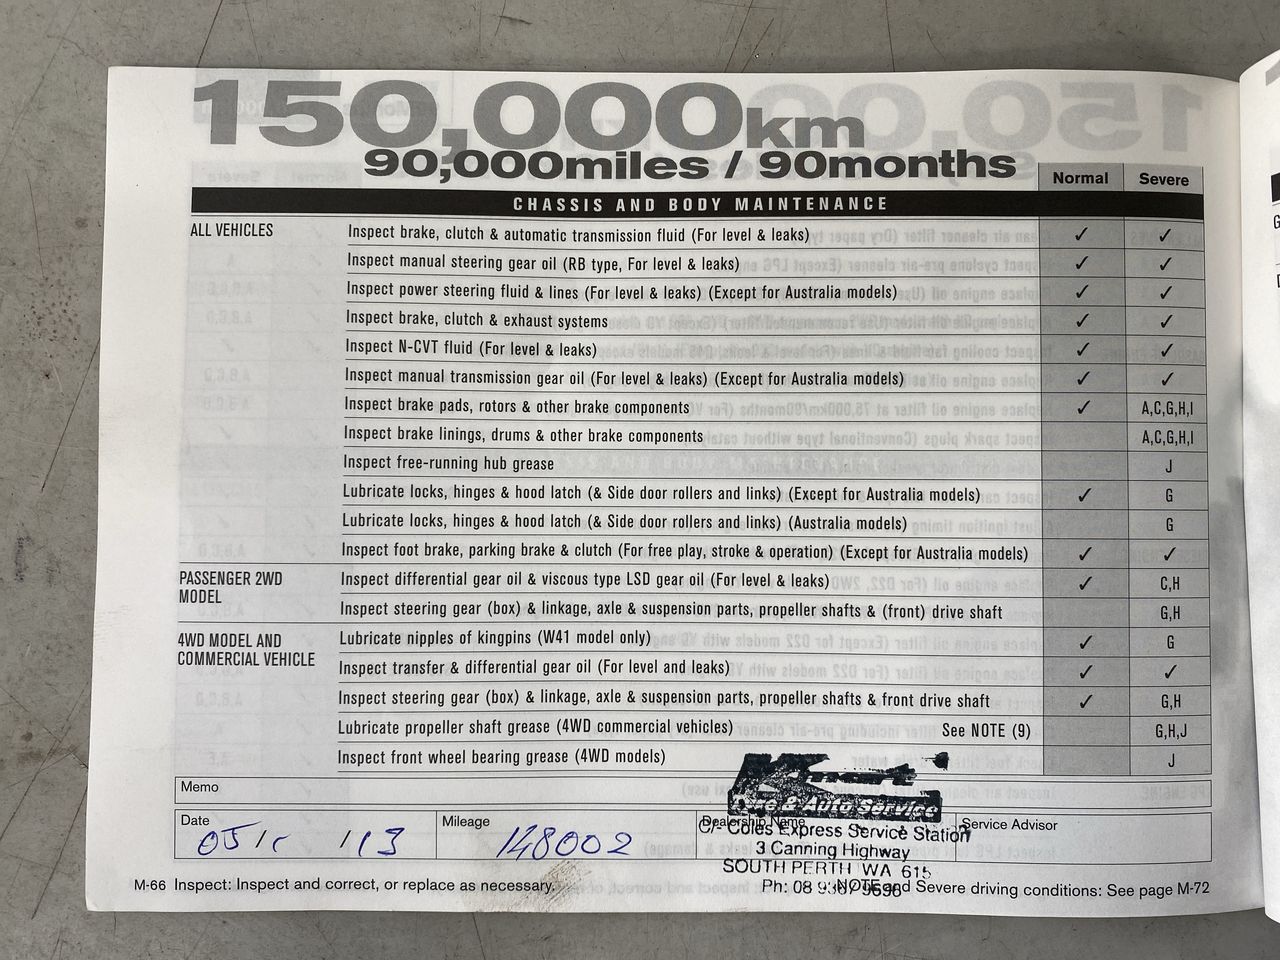 150,000km
90,000miles / 90months
Normal Severe
CHASSIS AND BODY MAINTENANCE
ALL VEHICLES Inspect brake, clutch & automatic transmission fluid (For level & leaks) ✓ ✓
Inspect manual steering gear oil (RB type, For level & leaks) ✓ ✓
Inspect power steering fluid & lines (For level & leaks) (Except for Australia models) ✓ ✓
Inspect brake, clutch & exhaust systems ✓ ✓
Inspect N-CVT fluid (For level & leaks) ✓ ✓
Inspect manual transmission gear oil (For level & leaks) (Except for Australia models) ✓ ✓
Inspect brake pads, rotors & other brake components ✓ A,C,G,H,I
Inspect brake linings, drums & other brake components A,C,G,H,I
Inspect free-running hub grease J
Lubricate locks, hinges & hood latch (& Side door rollers and links) (Except for Australia models) ✓ G
Lubricate locks, hinges & hood latch (& Side door rollers and links) (Australia models) G
Inspect foot brake, parking brake & clutch (For free play, stroke & operation) (Except for Australia models) ✓ ✓
PASSENGER 2WD MODEL Inspect differential gear oil & viscous type LSD gear oil (For level & leaks) ✓ C,H
Inspect steering gear (box) & linkage, axle & suspension parts, propeller shafts & (front) drive shaft G,H
4WD MODEL AND COMMERCIAL VEHICLE Lubricate nipples of kingpins (W41 model only) ✓ G
Inspect transfer & differential gear oil (For level and leaks) ✓ ✓
Inspect steering gear (box) & linkage, axle & suspension parts, propeller shafts & front drive shaft ✓ G,H
Lubricate propeller shaft grease (4WD commercial vehicles) See NOTE (9) G,H,J
Inspect front wheel bearing grease (4WD models) J
Memo
Kmart
Tyre & Auto Service
Date Mileage Dealership Name Service Advisor
148002
C/- Coles Express Service Station
3 Canning Highway
SOUTH PERTH WA 615
Ph: 08 9696
M-66 Inspect: Inspect and correct, or replace as necessary. NOTE and Severe driving conditions: See page M-72